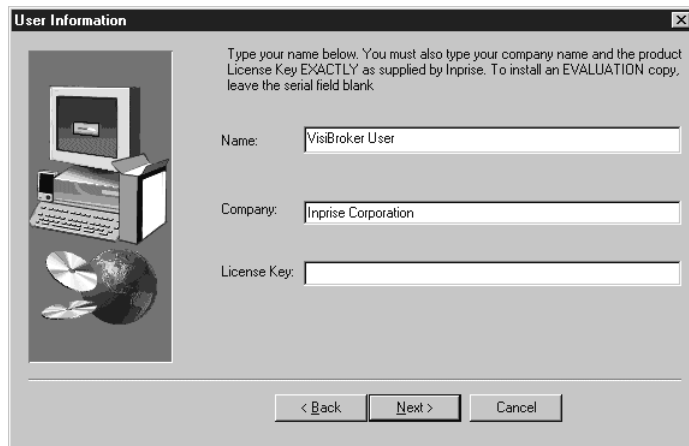 User Information
Type your name below. You must also type your company name and the product
License Key EXACTLY as supplied by Inprise. To install an EVALUATION copy,
leave the serial field blank
Name: VisiBroker User
Company: Inprise Corporation
License Key:
< Back Next > Cancel